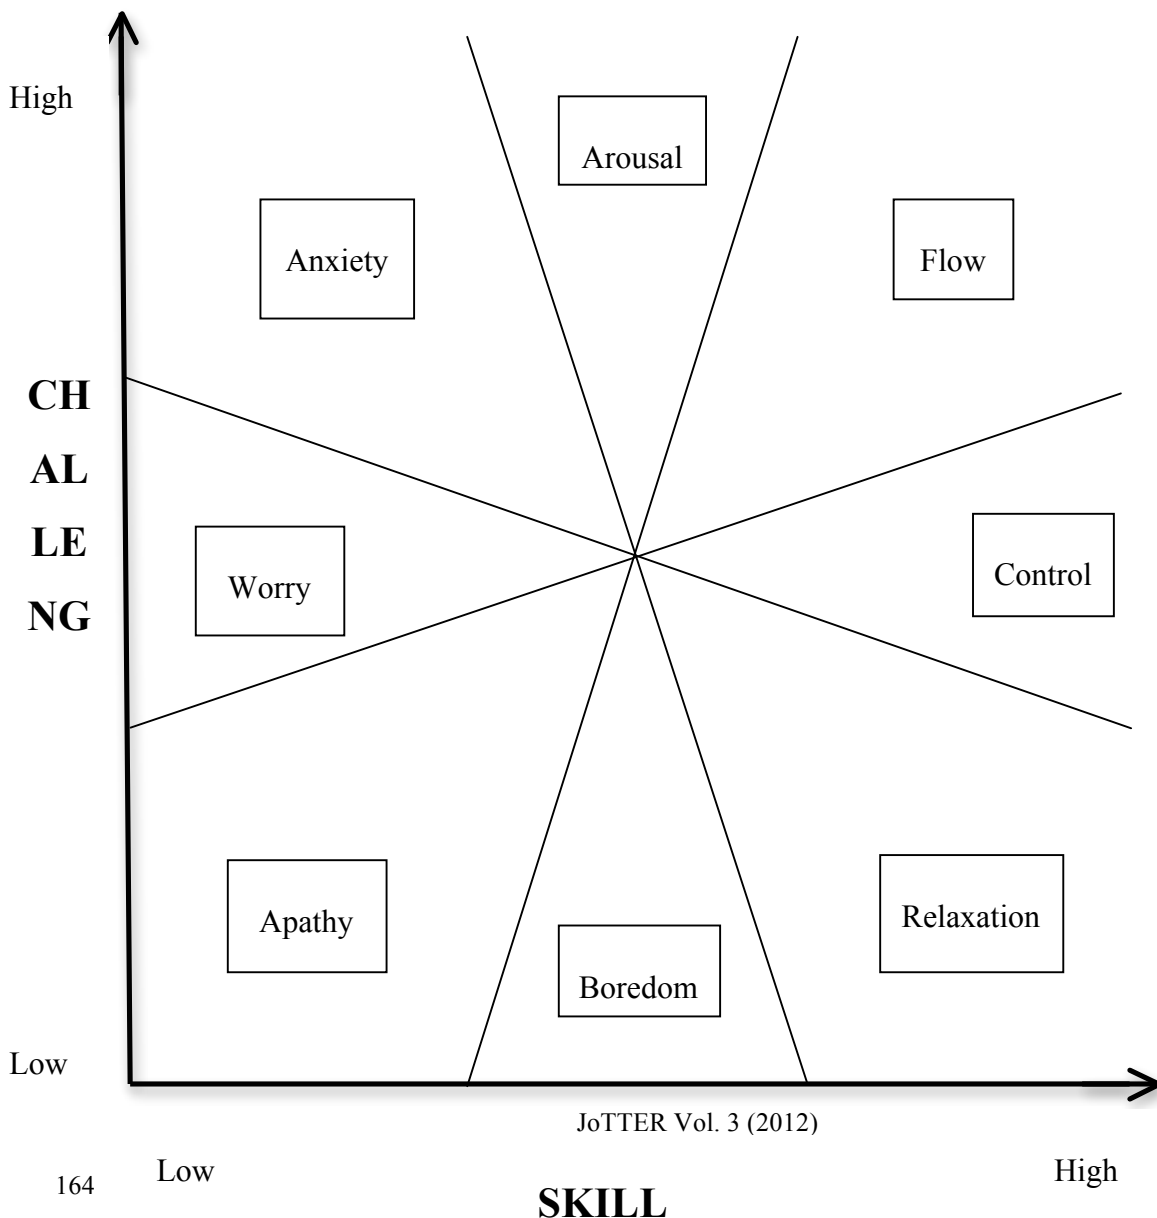 High
Arousal
Anxiety
Flow
CH
AL
LE
NG
Worry
Control
Apathy
Relaxation
Boredom
Low
JoTTER Vol. 3 (2012)
Low
High
164
SKILL